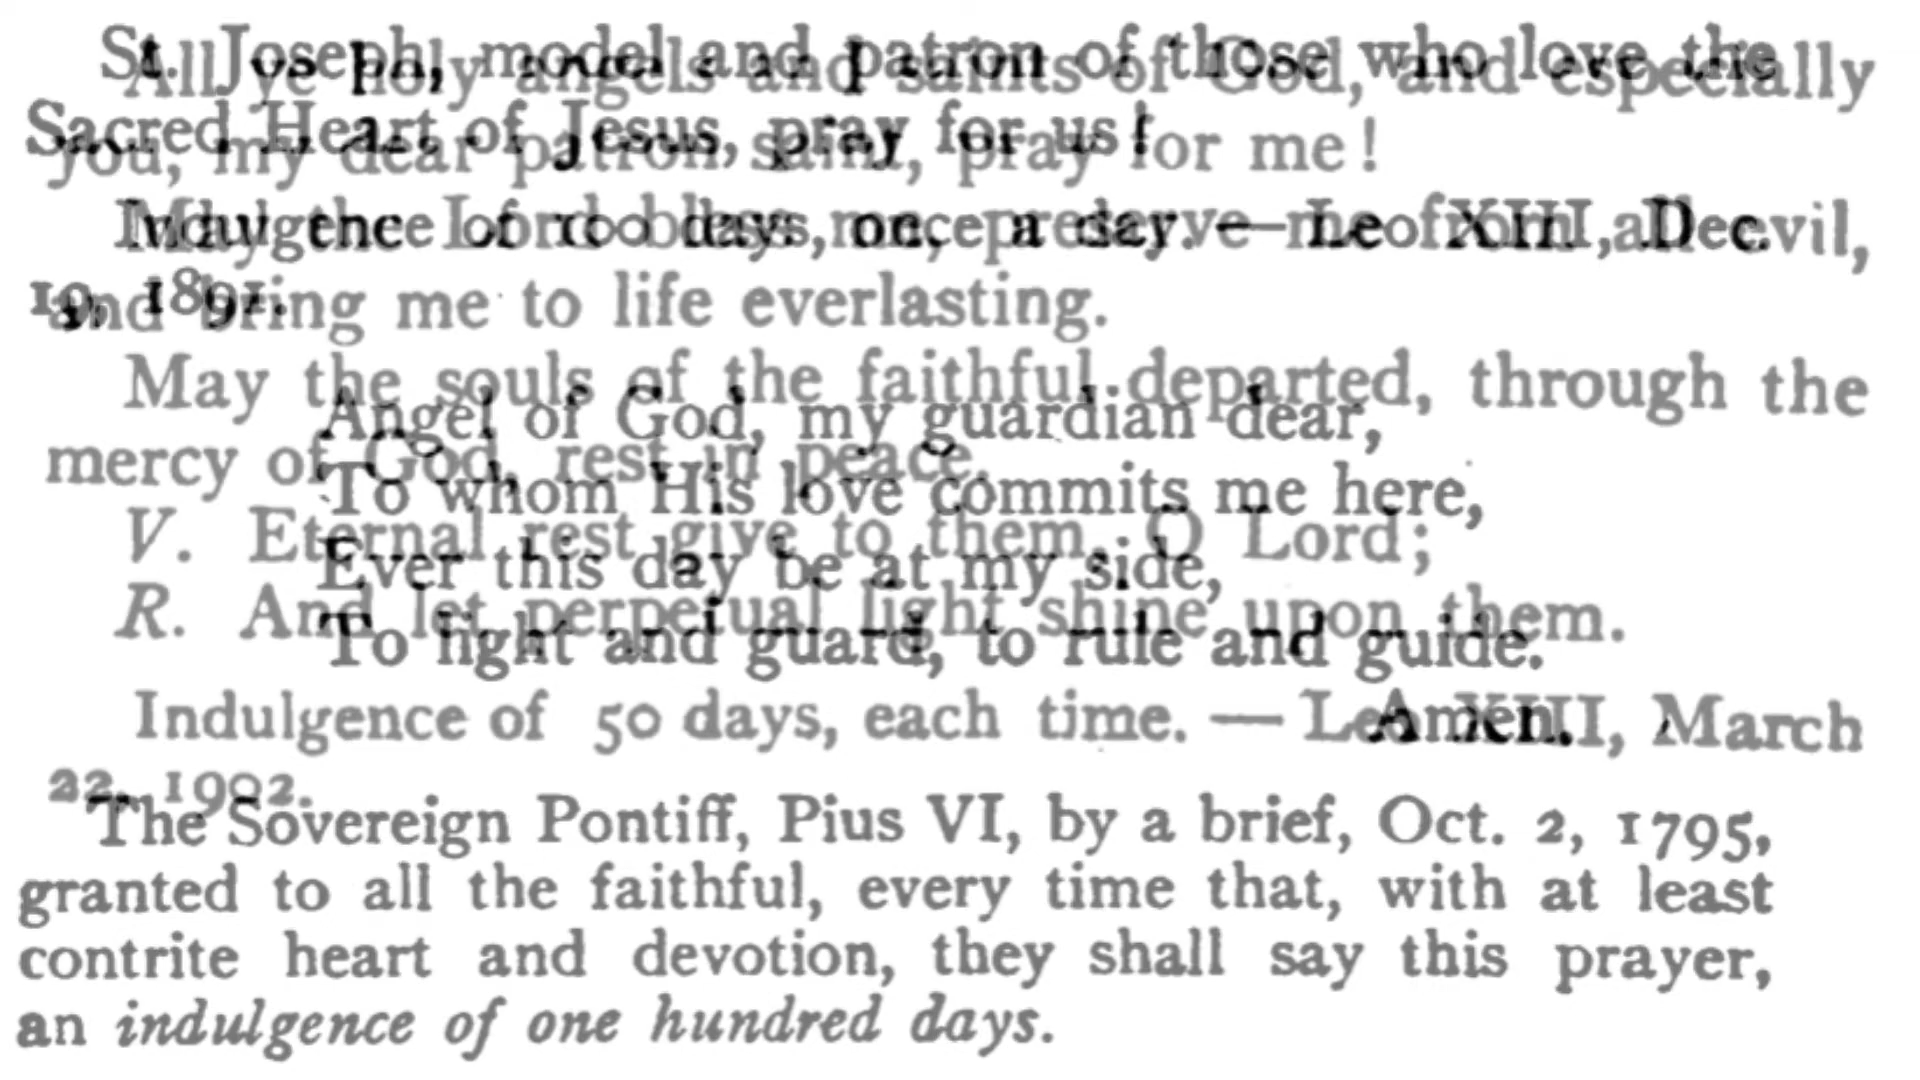 St. Joseph, model and patron of those who love the
Sacred Heart of Jesus, pray for us!
Indulgence of 100 days, once a day. — Leo XIII, Dec.
19, 1891.
Angel of God, my guardian dear,
To whom His love commits me here,
Ever this day be at my side,
To light and guard, to rule and guide.
Amen.
The Sovereign Pontiff, Pius VI, by a brief, Oct. 2, 1795,
granted to all the faithful, every time that, with at least
contrite heart and devotion, they shall say this prayer,
an indulgence of one hundred days.
All ye holy angels and saints of God, and especially
you, my dear patron saint, pray for me!
May the Lord bless me, preserve me from all evil,
and bring me to life everlasting.
May the souls of the faithful departed, through the
mercy of God, rest in peace.
V. Eternal rest give to them, O Lord;
R. And let perpetual light shine upon them.
Indulgence of 50 days, each time. — Leo XIII, March
22, 1902.